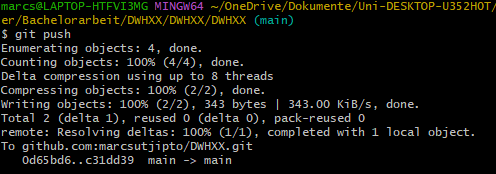 marcs@LAPTOP-HTFVI3MG MINGW64 ~/OneDrive/Dokumente/Uni-DESKTOP-U352HOT/
er/Bachelorarbeit/DWHXX/DWHXX/DWHXX (main)
$ git push
Enumerating objects: 4, done.
Counting objects: 100% (4/4), done.
Delta compression using up to 8 threads
Compressing objects: 100% (2/2), done.
Writing objects: 100% (2/2), 343 bytes | 343.00 KiB/s, done.
Total 2 (delta 1), reused 0 (delta 0), pack-reused 0
remote: Resolving deltas: 100% (1/1), completed with 1 local object.
To github.com:marcsutjipto/DWHXX.git
   0d65bd6..c31dd39  main -> main